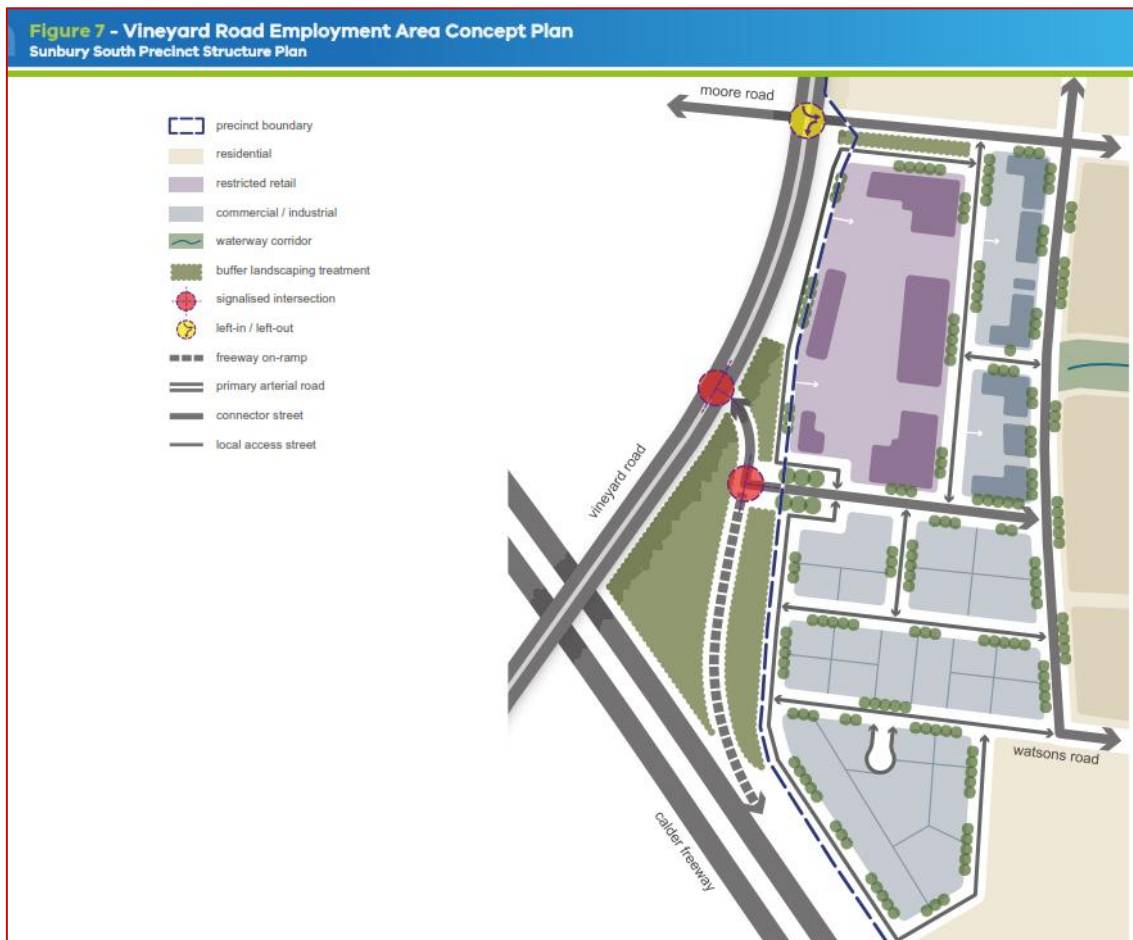 Figure 7 - Vineyard Road Employment Area Concept Plan
Sunbury South Precinct Structure Plan
moore road
precinct boundary
residential
restricted retail
commercial / industrial
waterway corridor
buffer landscaping treatment
signalised intersection
left-in / left-out
freeway on-ramp
primary arterial road
connector street
local access street
vineyard road
watsons road
calder freeway